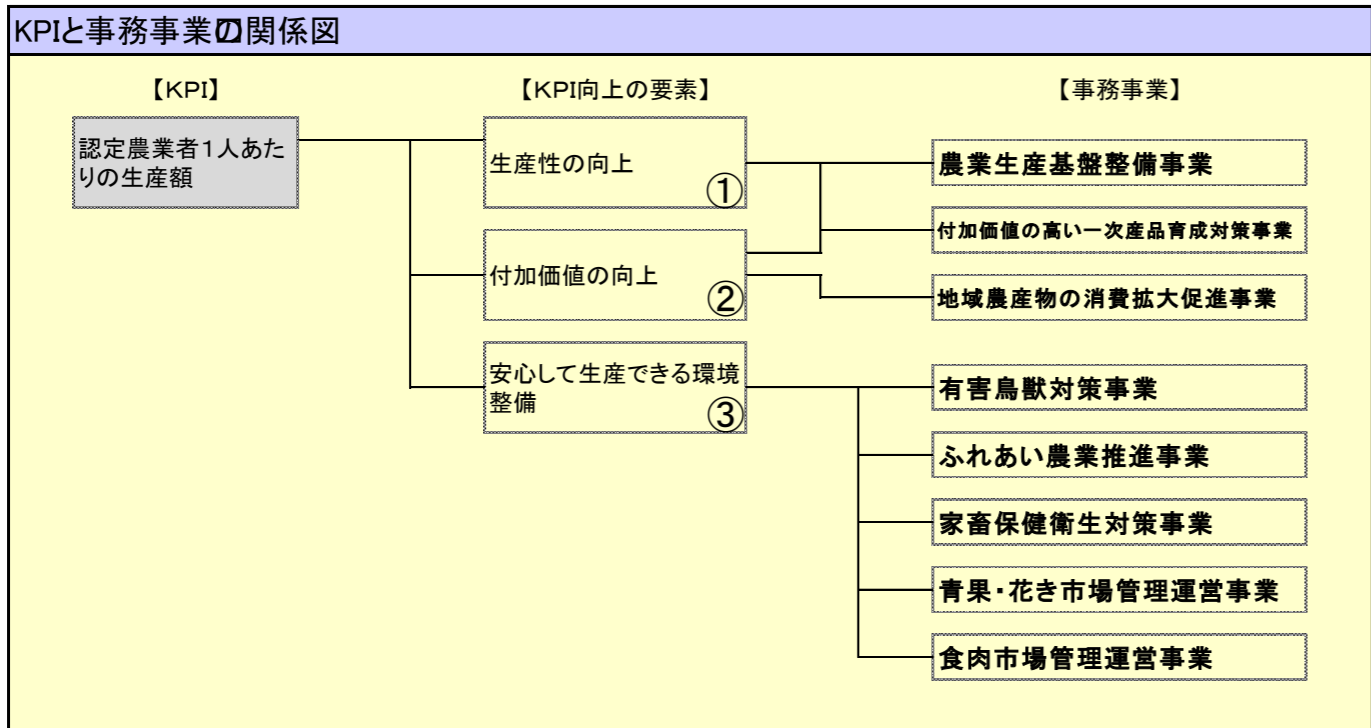 KPIと事務事業の関係図
【KPI】
【KPI向上の要素】
【事務事業】
認定農業者1人あた
りの生産額
生産性の向上
①
付加価値の向上
②
安心して生産できる環境
整備
③
農業生産基盤整備事業
付加価値の高い一次産品育成対策事業
地域農産物の消費拡大促進事業
有害鳥獣対策事業
ふれあい農業推進事業
家畜保健衛生対策事業
青果・花き市場管理運営事業
食肉市場管理運営事業